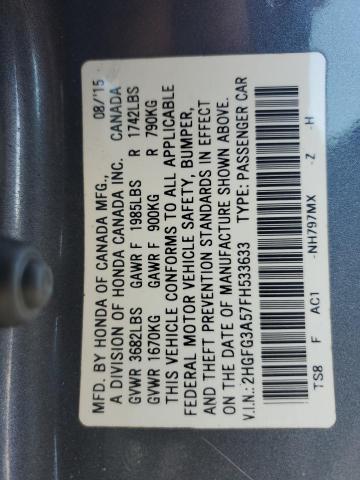 MFD. BY HONDA OF CANADA MFG., 08/'15
A DIVISION OF HONDA CANADA INC. CANADA
GVWR 3682LBS GAWR F 1985LBS R 1742LBS
GVWR 1670KG GAWR F 900KG R 790KG
THIS VEHICLE CONFORMS TO ALL APPLICABLE
FEDERAL MOTOR VEHICLE SAFETY, BUMPER,
AND THEFT PREVENTION STANDARDS IN EFFECT
ON THE DATE OF MANUFACTURE SHOWN ABOVE.
V.I.N.: 2HGFG3A57FH533633 TYPE: PASSENGER CAR
TS8 F AC1 -NH797MX -Z -H